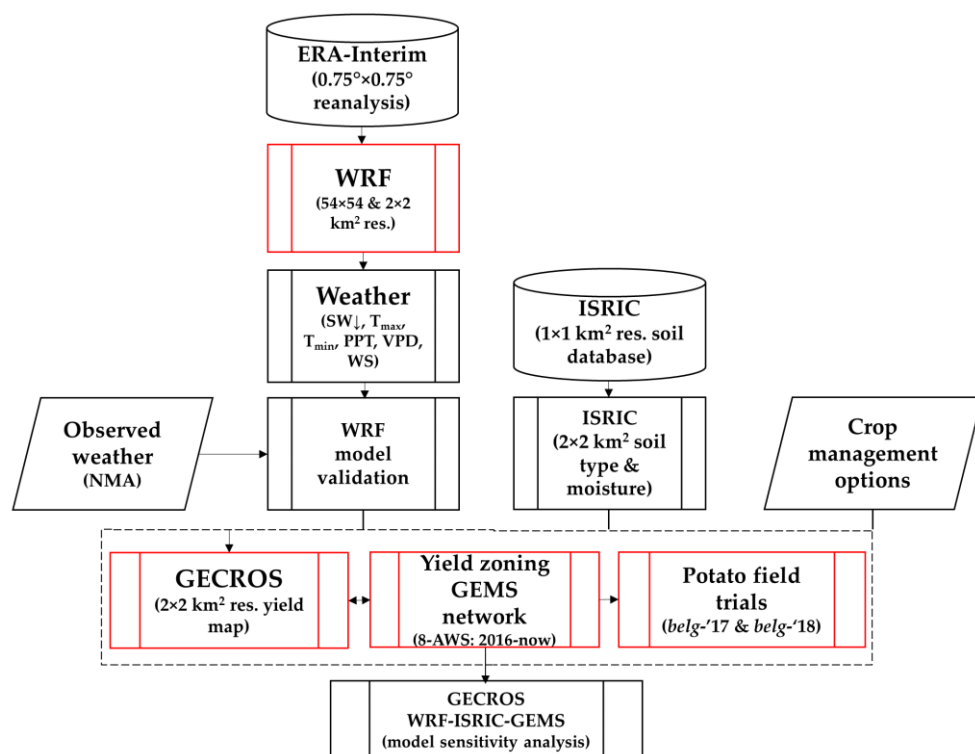 ERA-Interim
(0.75°×0.75°
reanalysis)
WRF
(54×54 & 2×2
km² res.)
Weather
(SW↓, Tmax,
Tmin, PPT, VPD,
WS)
ISRIC
(1×1 km² res. soil
database)
Observed
weather
(NMA)
WRF
model
validation
ISRIC
(2×2 km² soil
type &
moisture)
Crop
management
options
GECROS
(2×2 km² res. yield
map)
Yield zoning
GEMS
network
(8-AWS: 2016-now)
Potato field
trials
(belg-'17 & belg-'18)
GECROS
WRF-ISRIC-GEMS
(model sensitivity analysis)